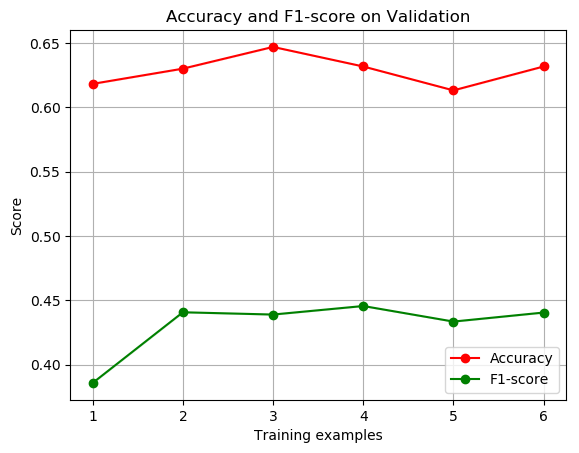 Accuracy and F1-score on Validation
0.65
0.60
0.55
0.50
0.45
0.40
Score
1 2 3 4 5 6
Training examples
Accuracy
F1-score